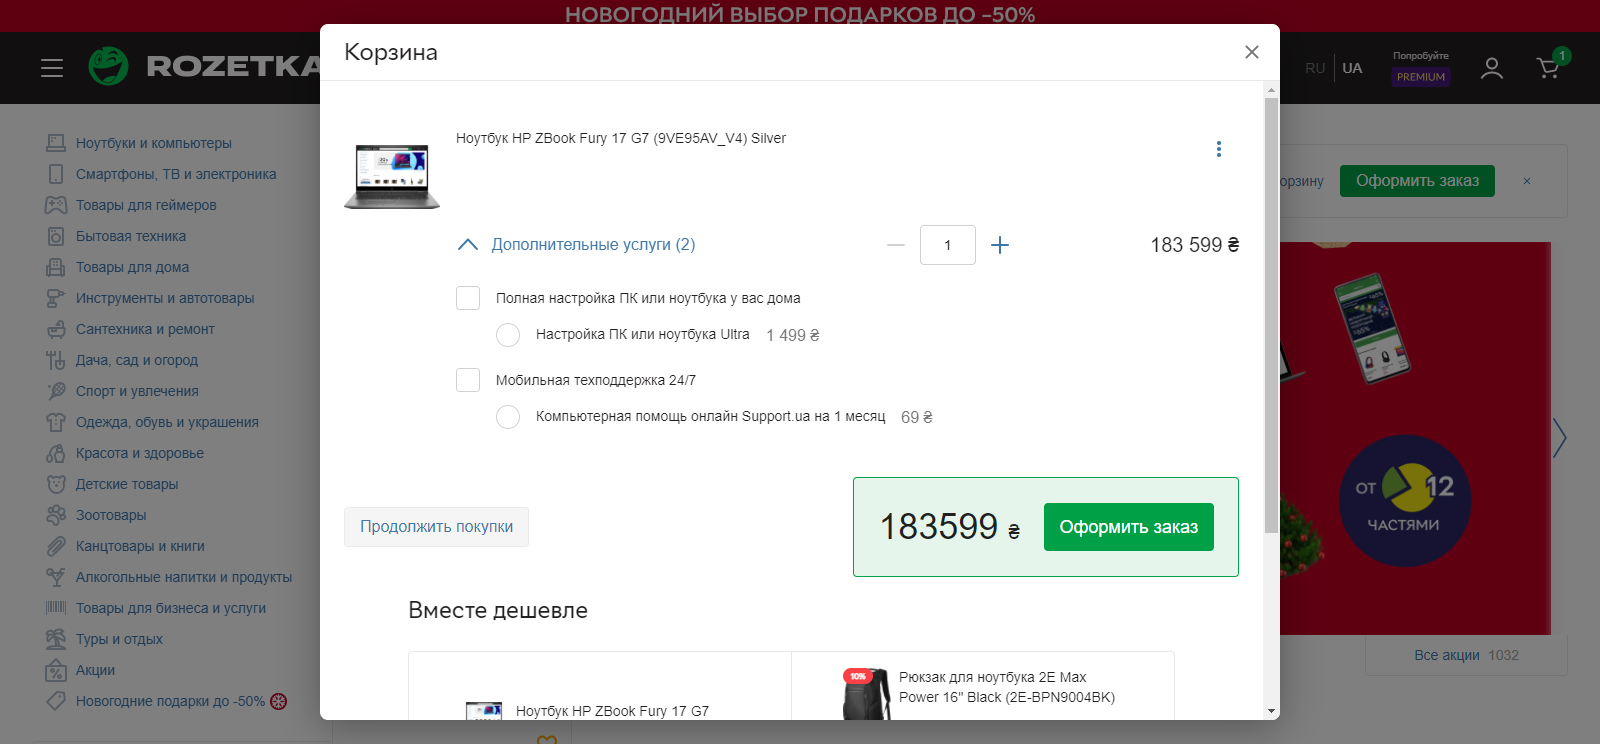 НОВОГОДНИЙ ВЫБОР ПОДАРКОВ ДО −50%
ROZETKA
RU UA
Попробуйте
PREMIUM
1
Корзина
Ноутбук HP ZBook Fury 17 G7 (9VE95AV_V4) Silver
Дополнительные услуги (2)
1
183 599 ₴
Полная настройка ПК или ноутбука у вас дома
Настройка ПК или ноутбука Ultra 1 499 ₴
Мобильная техподдержка 24/7
Компьютерная помощь онлайн Support.ua на 1 месяц 69 ₴
Продолжить покупки
183599 ₴
Оформить заказ
Вместе дешевле
Ноутбук HP ZBook Fury 17 G7
10%
Рюкзак для ноутбука 2E Max
Power 16" Black (2E-BPN9004BK)
Ноутбуки и компьютеры
Смартфоны, ТВ и электроника
Товары для геймеров
Бытовая техника
Товары для дома
Инструменты и автотовары
Сантехника и ремонт
Дача, сад и огород
Спорт и увлечения
Одежда, обувь и украшения
Красота и здоровье
Детские товары
Зоотовары
Канцтовары и книги
Алкогольные напитки и продукты
Товары для бизнеса и услуги
Туры и отдых
Акции
Новогодние подарки до -50%
орзину
Оформить заказ
ОТ 12
ЧАСТЯМИ
Все акции 1032